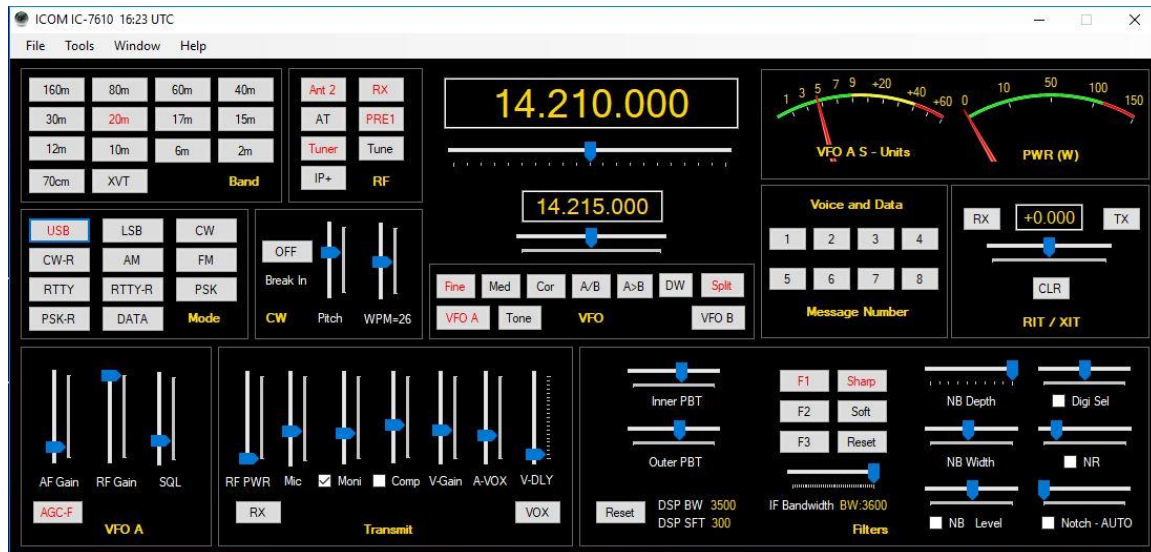 ICOM IC-7610 16:23 UTC
File Tools Window Help
160m 80m 60m 40m
30m 20m 17m 15m
12m 10m 6m 2m
70cm XVT Band
Ant 2 RX
AT PRE1
Tuner Tune
IP+ RF
14.210.000
14.215.000
1 3 5 7 9 +20 +40 +60
VFO A S - Units
0 10 50 100 150
PWR (W)
USB LSB CW
CW-R AM FM
RTTY RTTY-R PSK
PSK-R DATA Mode
OFF
Break In
CW Pitch WPM=26
Fine Med Cor A/B A>B DW Split
VFO A Tone VFO VFO B
Voice and Data
1 2 3 4
5 6 7 8
Message Number
RX +0.000 TX
CLR
RIT / XIT
AF Gain RF Gain SQL
AGC-F
VFO A
RF PWR Mic Moni Comp V-Gain A-VOX V-DLY
RX VOX
Transmit
Inner PBT
Outer PBT
Reset DSP BW 3500
DSP SFT 300
F1 Sharp
F2 Soft
F3 Reset
IF Bandwidth BW:3600
Filters
NB Depth Digi Sel
NB Width NR
NB Level Notch - AUTO